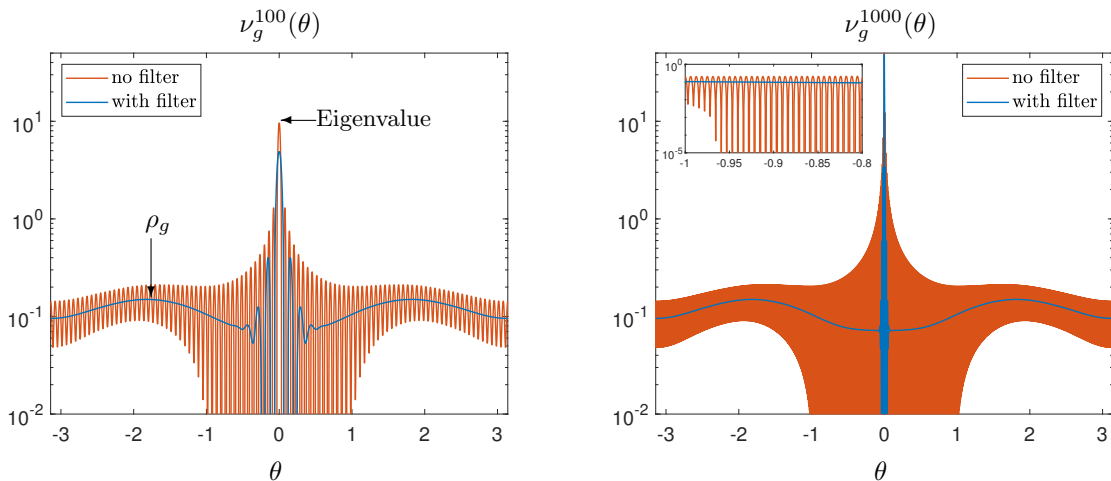 ν_g^{100}(θ)
no filter
with filter
Eigenvalue
ρ_g
10^1
10^0
10^{-1}
10^{-2}
-3 -2 -1 0 1 2 3
θ
ν_g^{1000}(θ)
no filter
with filter
10^0
10^{-5}
-1 -0.95 -0.9 -0.85 -0.8
10^1
10^0
10^{-1}
10^{-2}
-3 -2 -1 0 1 2 3
θ